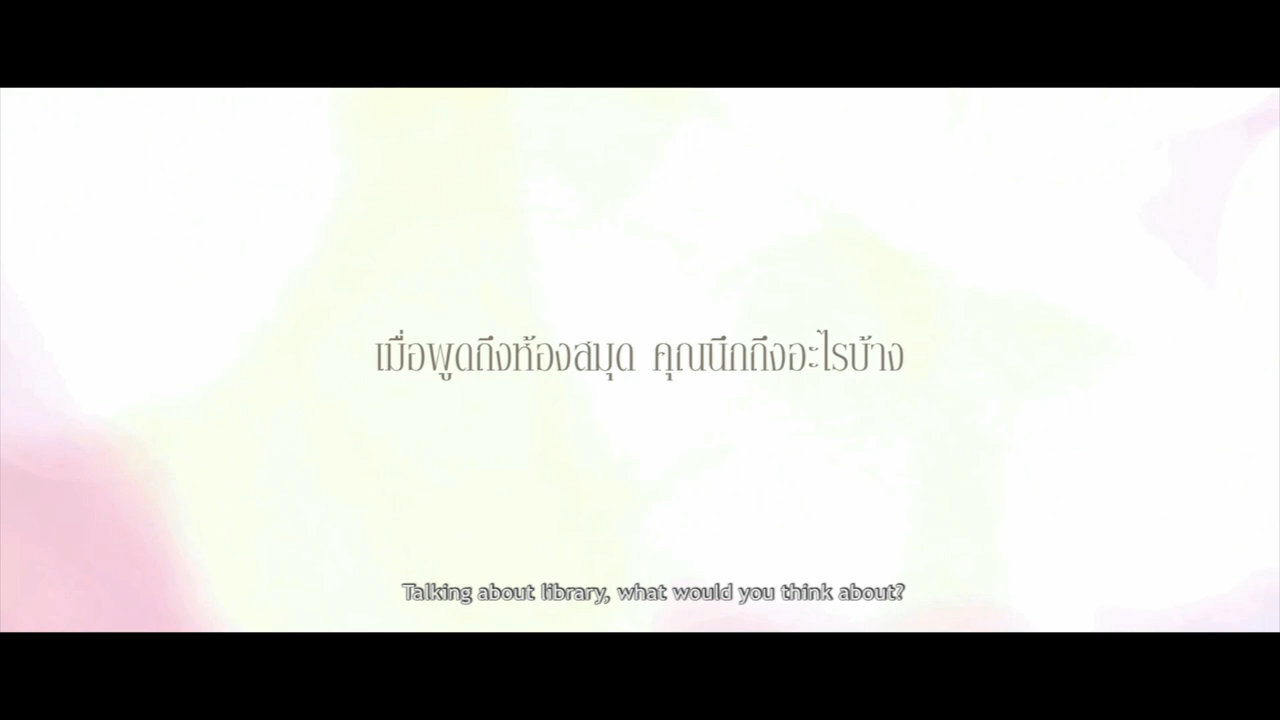 เมื่อพูดถึงห้องสมุด คุณนึกถึงอะไรบ้าง
Talking about library, what would you think about?